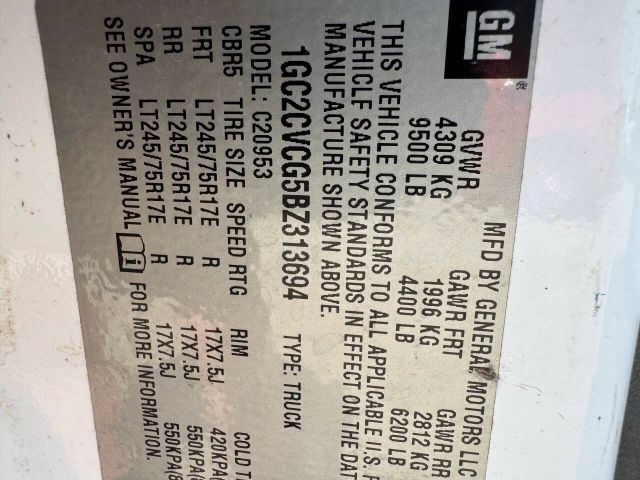 GM®
MFD BY GENERAL MOTORS LLC
GVWR GAWR FRT GAWR RR
4309 KG 1996 KG 2812 KG
9500 LB 4400 LB 6200 LB
THIS VEHICLE CONFORMS TO ALL APPLICABLE U.S. F
VEHICLE SAFETY STANDARDS IN EFFECT ON THE DAT
MANUFACTURE SHOWN ABOVE.
1GC2CVCG5BZ313694 TYPE: TRUCK
MODEL: C20953
CBR5 TIRE SIZE SPEED RTG RIM COLD T
FRT LT245/75R17E R 17X7.5J 420KPA(
RR LT245/75R17E R 17X7.5J 550KPA(8
SPA LT245/75R17E R 17X7.5J 550KPA(8
SEE OWNER'S MANUAL FOR MORE INFORMATION.